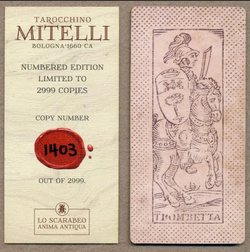 TAROCCHINO
MITELLI
BOLOGNA 1660 CA
NUMBERED EDITION
LIMITED TO
2999 COPIES
COPY NUMBER
1403
OUT OF 2999.
LO SCARABEO
ANIMA ANTIQUA
TROMBETTA